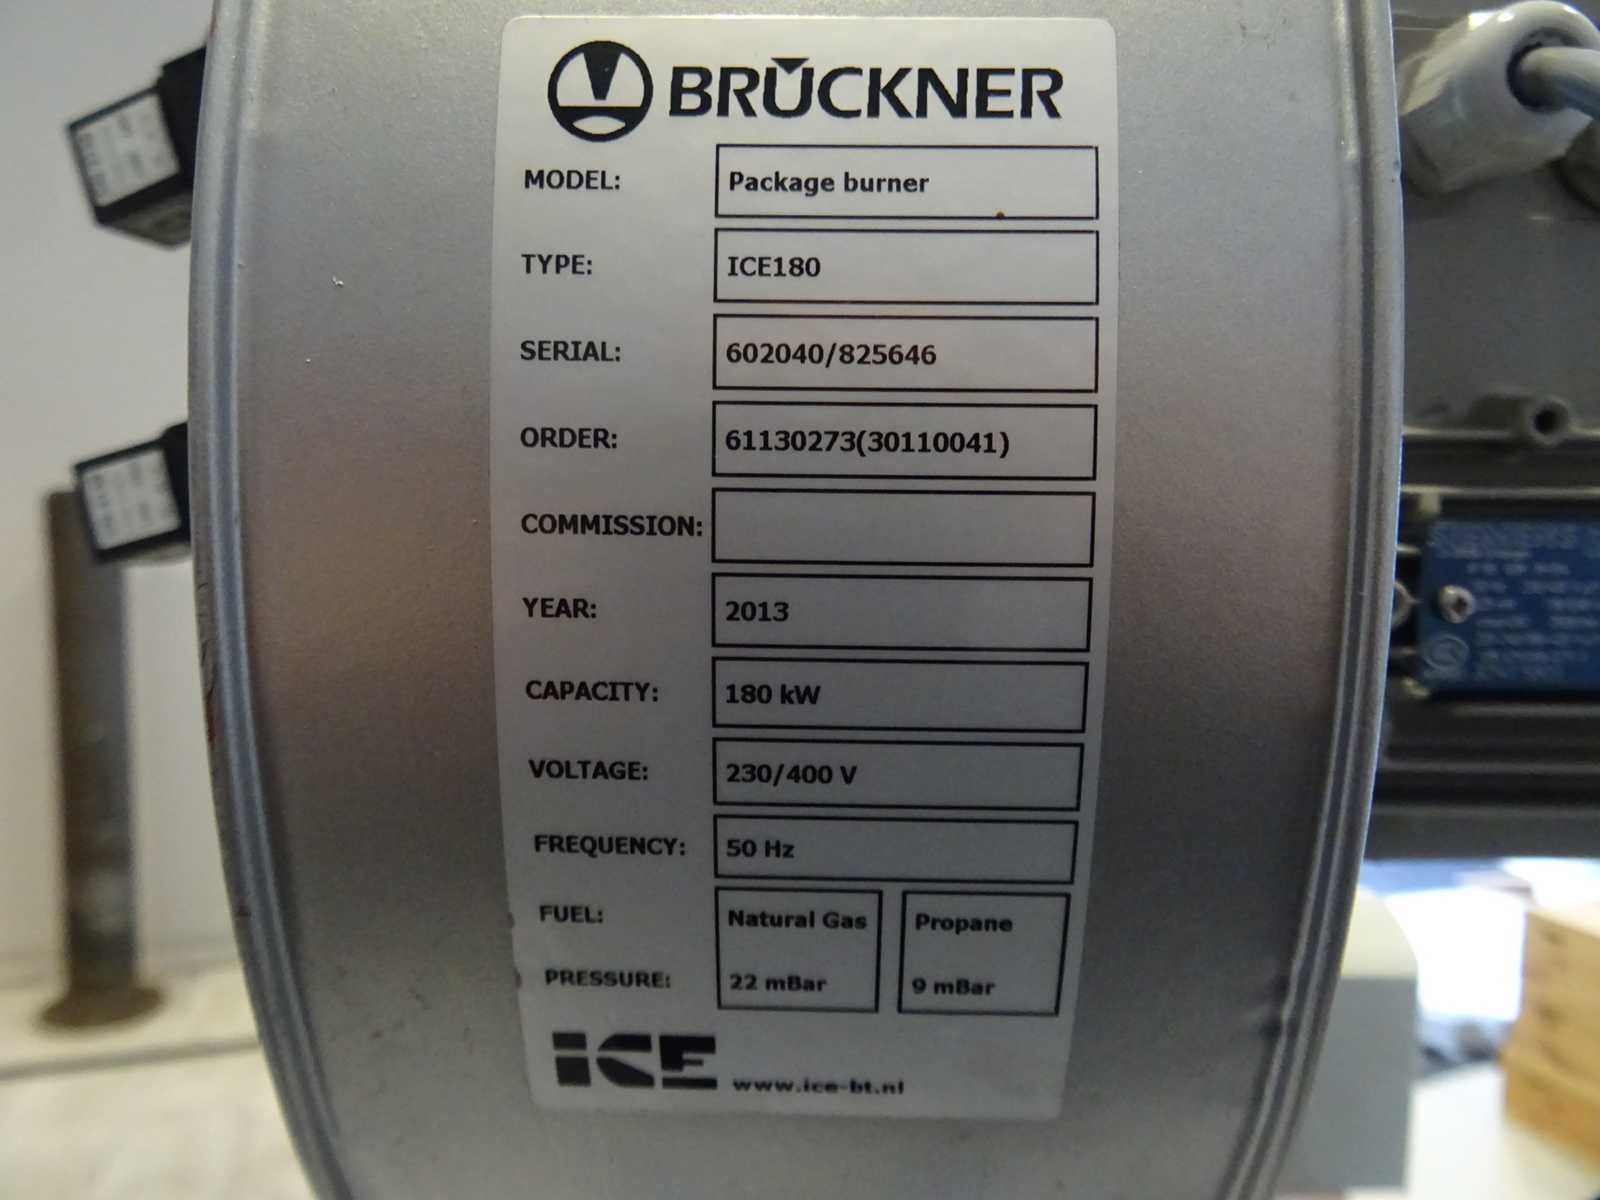 BRÜCKNER
MODEL: Package burner
TYPE: ICE180
SERIAL: 602040/825646
ORDER: 61130273(30110041)
COMMISSION:
YEAR: 2013
CAPACITY: 180 kW
VOLTAGE: 230/400 V
FREQUENCY: 50 Hz
FUEL: Natural Gas Propane
PRESSURE: 22 mBar 9 mBar
ICE www.ice-bt.nl
SIEMENS